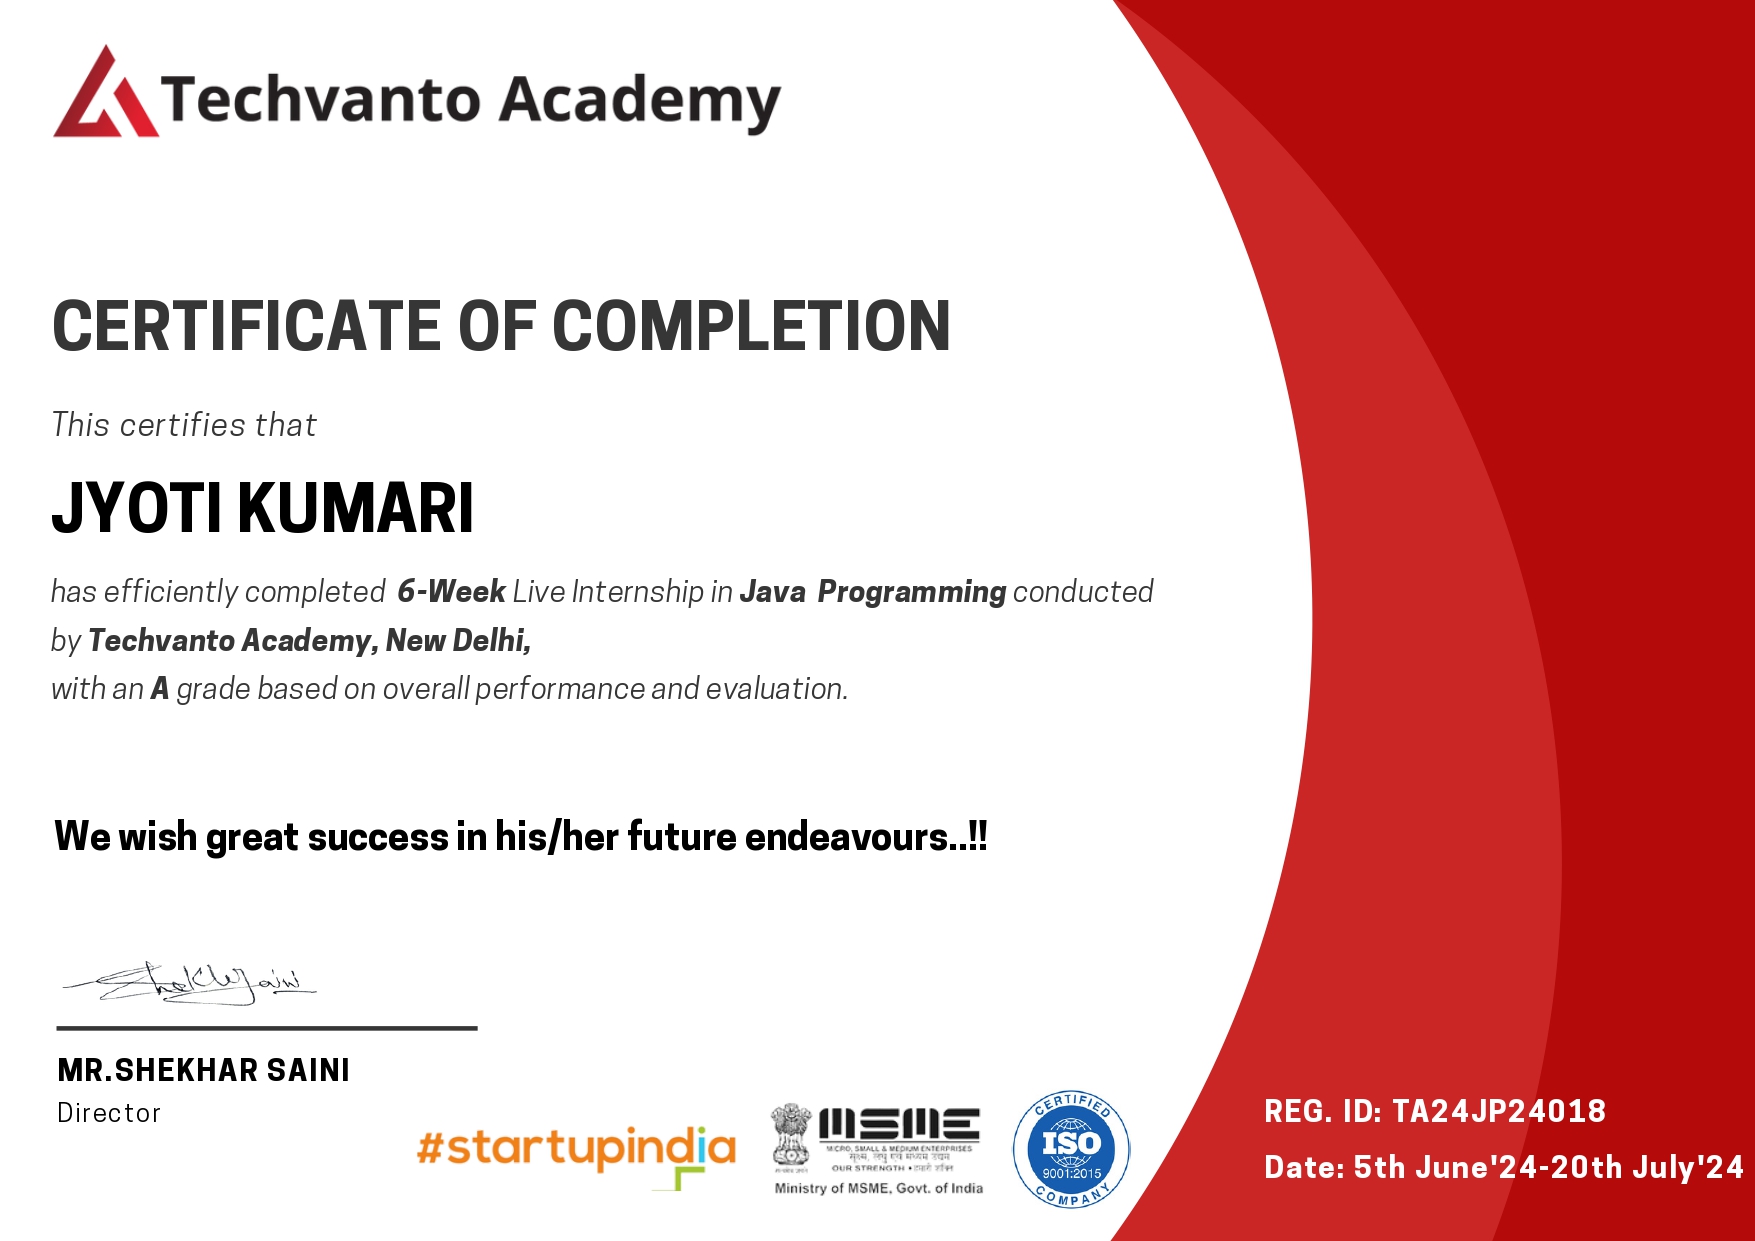 Techvanto Academy
CERTIFICATE OF COMPLETION
This certifies that
JYOTI KUMARI
has efficiently completed 6-Week Live Internship in Java Programming conducted
by Techvanto Academy, New Delhi,
with an A grade based on overall performance and evaluation.
We wish great success in his/her future endeavours..!!
MR.SHEKHAR SAINI
Director
#startupindia
MSME
MICRO, SMALL & MEDIUM ENTERPRISES
सूक्ष्म, लघु एवं मध्यम उद्यम
OUR STRENGTH • हमारी शक्ति
सत्यमेव जयते
Ministry of MSME, Govt. of India
CERTIFIED
ISO
9001:2015
COMPANY
REG. ID: TA24JP24018
Date: 5th June'24-20th July'24